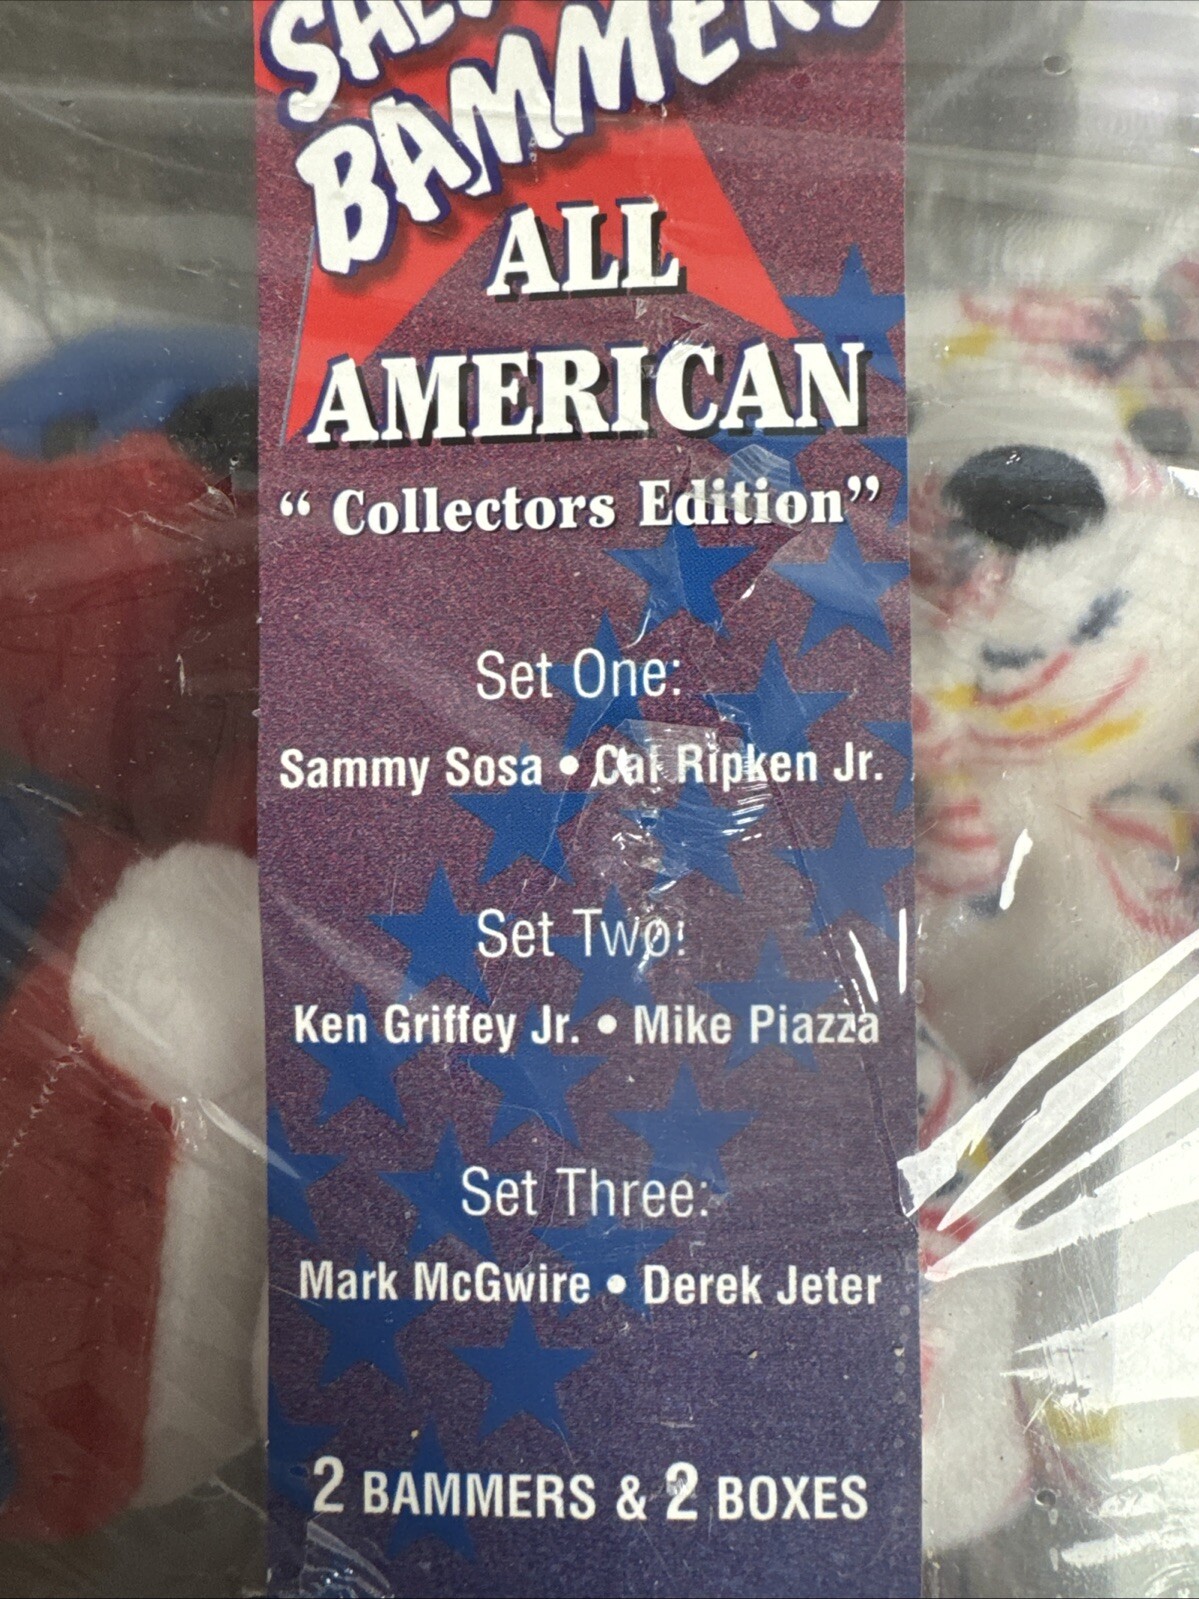 BAMMERS
ALL
AMERICAN
“ Collectors Edition”
Set One:
Sammy Sosa • Cal Ripken Jr.
Set Two:
Ken Griffey Jr. • Mike Piazza
Set Three:
Mark McGwire • Derek Jeter
2 BAMMERS & 2 BOXES